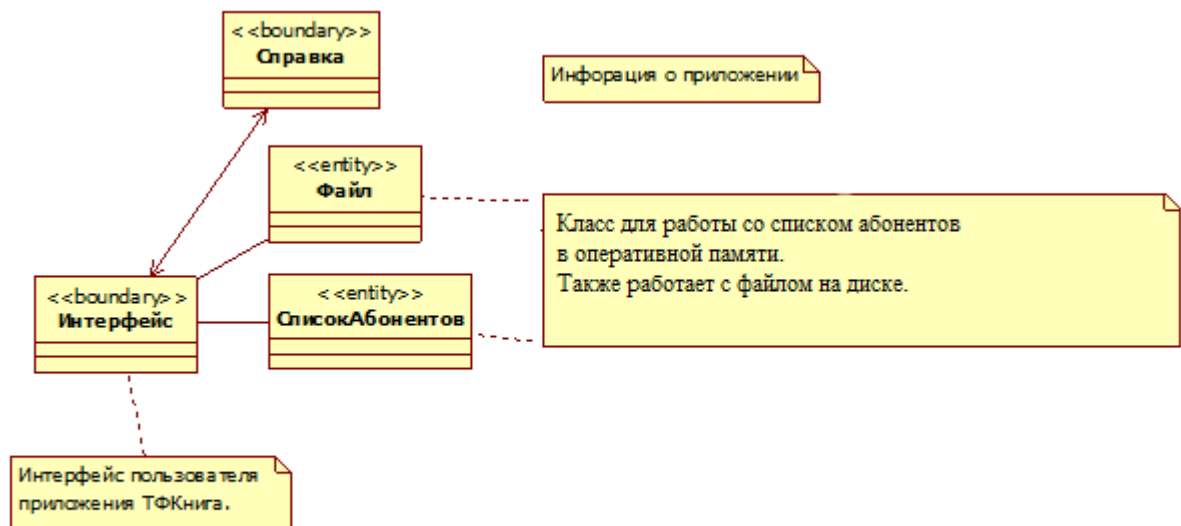 <<boundary>>
Справка
Инфорация о приложении
<<entity>>
Файл
Класс для работы со списком абонентов
в оперативной памяти.
Также работает с файлом на диске.
<<boundary>>
Интерфейс
<<entity>>
СписокАбонентов
Интерфейс пользователя
приложения ТФКнига.